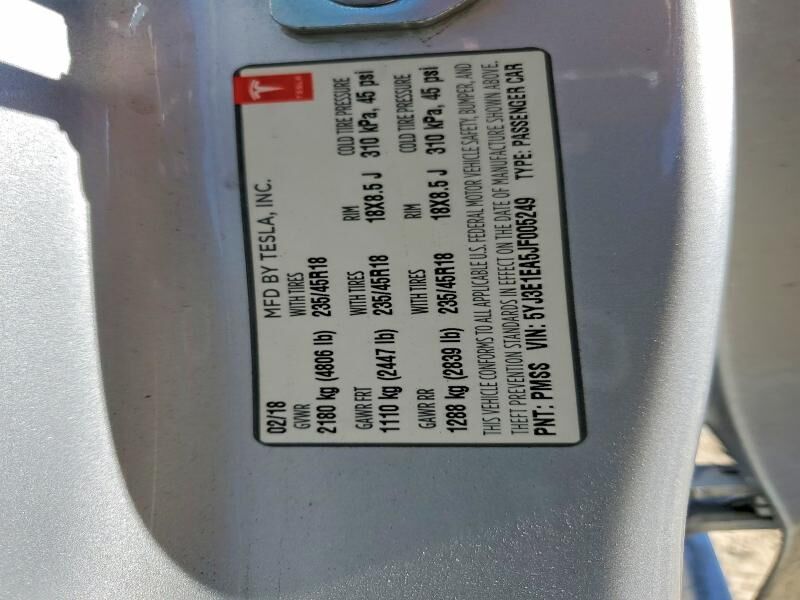 02/18 MFD BY TESLA, INC. TESLA
GVWR WITH TIRES RIM COLD TIRE PRESSURE
2180 kg (4806 lb) 235/45R18 18X8.5 J 310 kPa, 45 psi
GAWR FRT WITH TIRES RIM COLD TIRE PRESSURE
1110 kg (2447 lb) 235/45R18 18X8.5 J 310 kPa, 45 psi
GAWR RR
1288 kg (2839 lb) 235/45R18
THIS VEHICLE CONFORMS TO ALL APPLICABLE U.S. FEDERAL MOTOR VEHICLE SAFETY, BUMPER, AND
THEFT PREVENTION STANDARDS IN EFFECT ON THE DATE OF MANUFACTURE SHOWN ABOVE.
PNT: PMSS VIN: 5YJ3E1EA5JF005249 TYPE: PASSENGER CAR